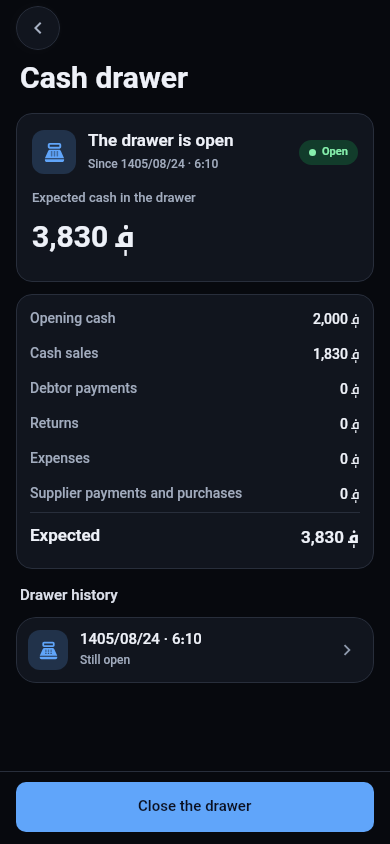 Cash drawer
The drawer is open
Since 1405/08/24 · 6:10
Open
Expected cash in the drawer
3,830 ؋
Opening cash 2,000 ؋
Cash sales 1,830 ؋
Debtor payments 0 ؋
Returns 0 ؋
Expenses 0 ؋
Supplier payments and purchases 0 ؋
Expected 3,830 ؋
Drawer history
1405/08/24 · 6:10
Still open
Close the drawer